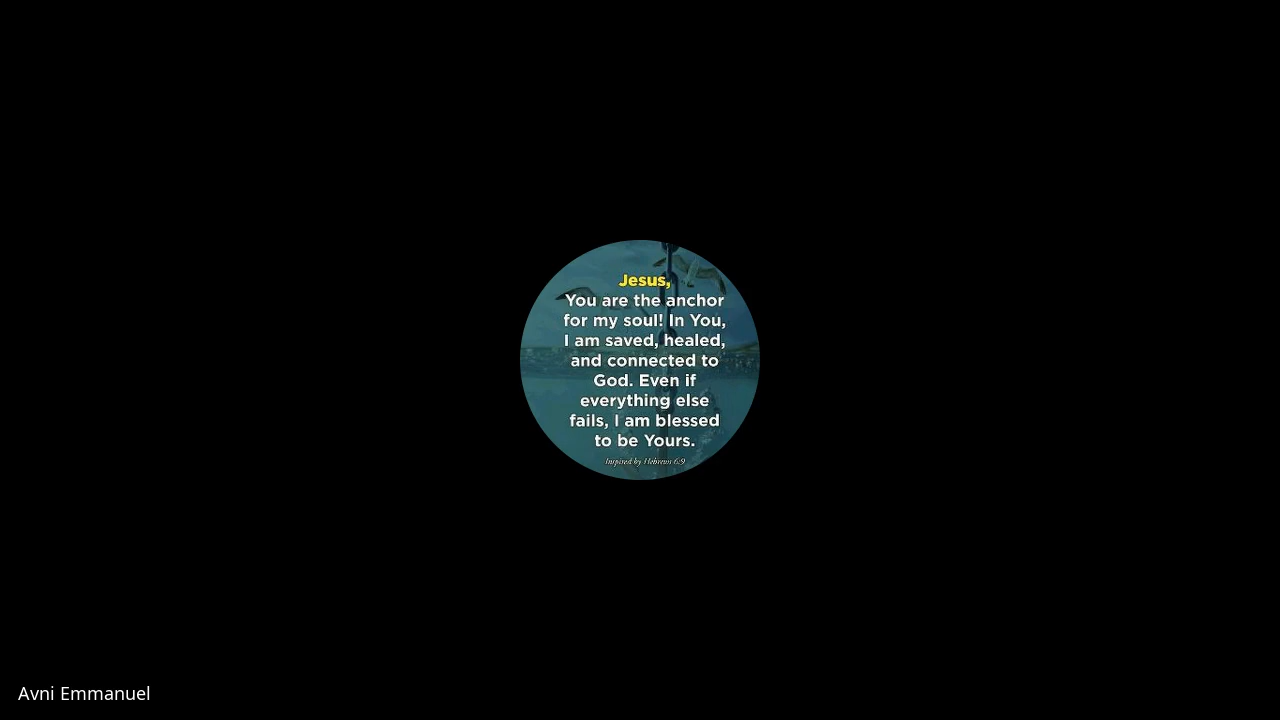 Jesus,
You are the anchor
for my soul! In You,
I am saved, healed,
and connected to
God. Even if
everything else
fails, I am blessed
to be Yours.
Inspired by Hebrews 6:9
Avni Emmanuel